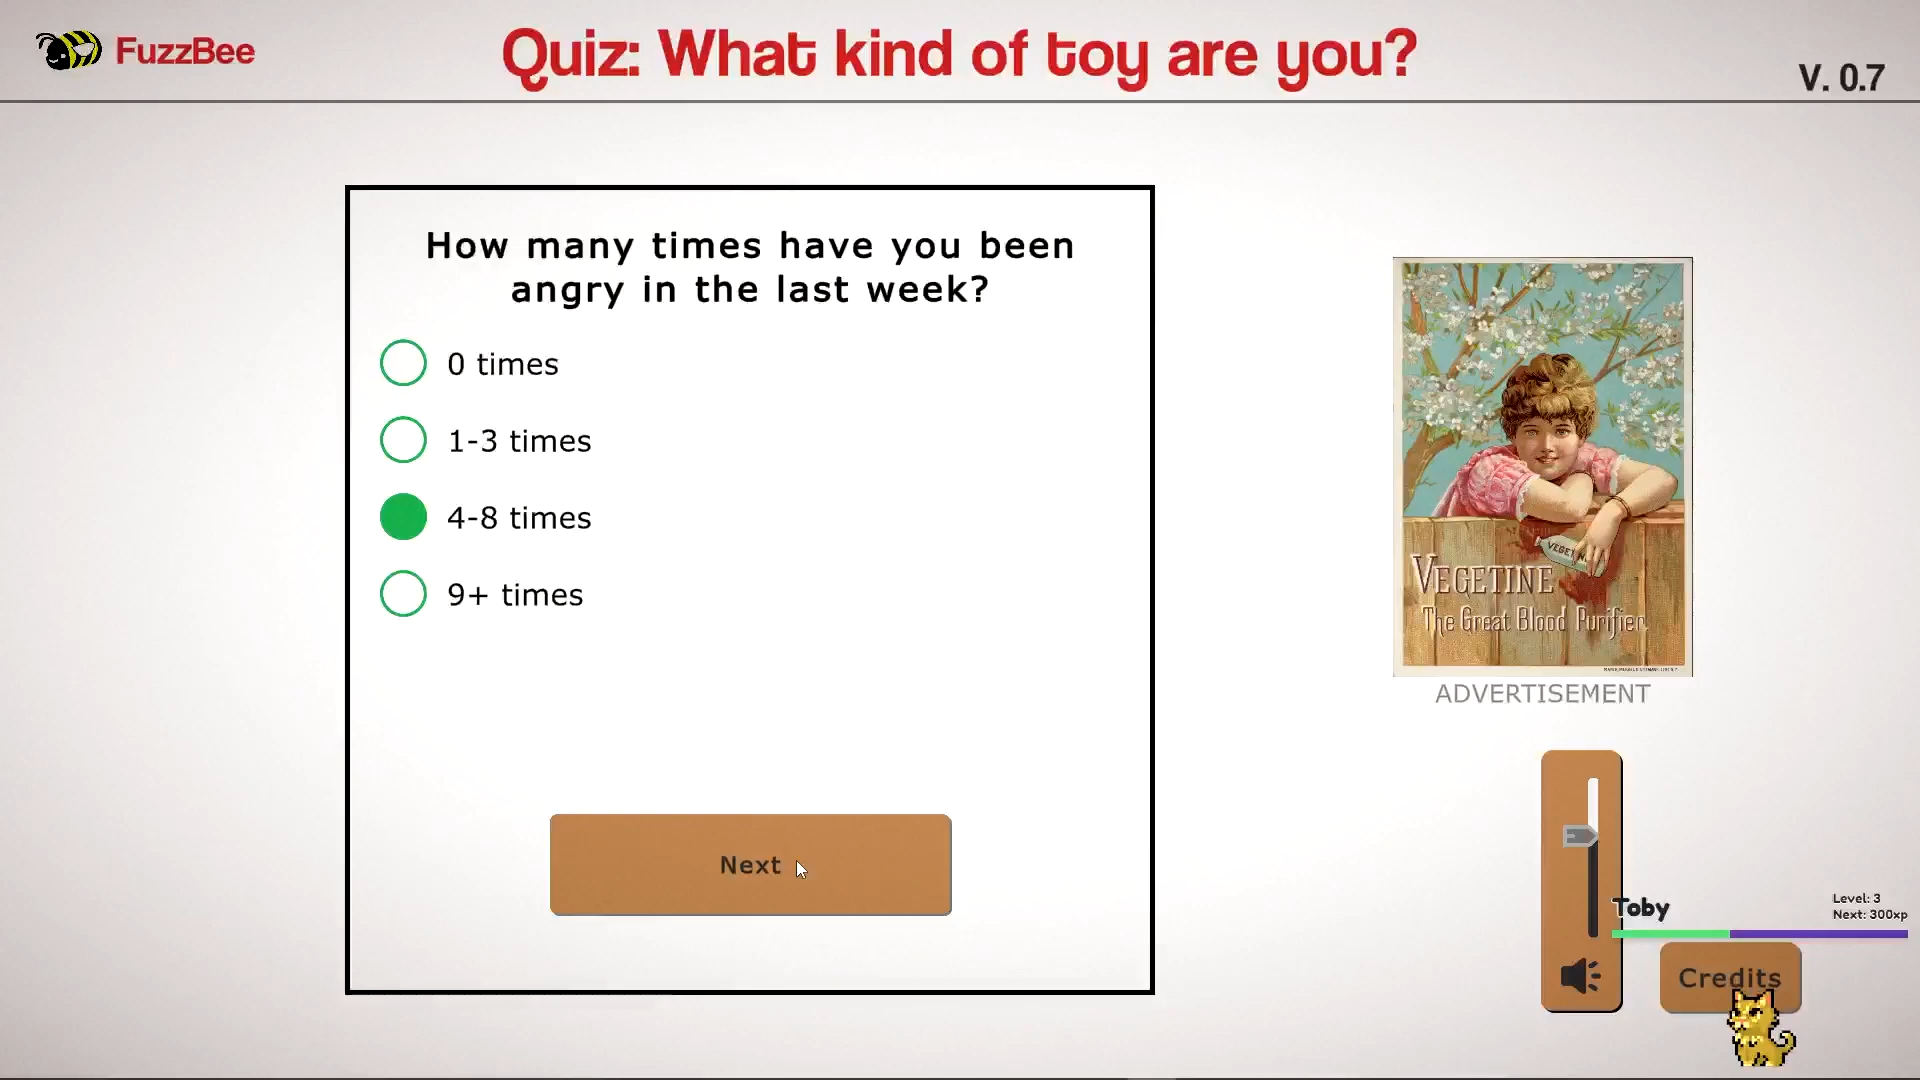 FuzzBee
Quiz: What kind of toy are you?
V. 0.7
How many times have you been
angry in the last week?
0 times
1-3 times
4-8 times
9+ times
Next
VEGETINE
The Great Blood Purifier.
ADVERTISEMENT
Toby
Level: 3
Next: 300xp
Credits